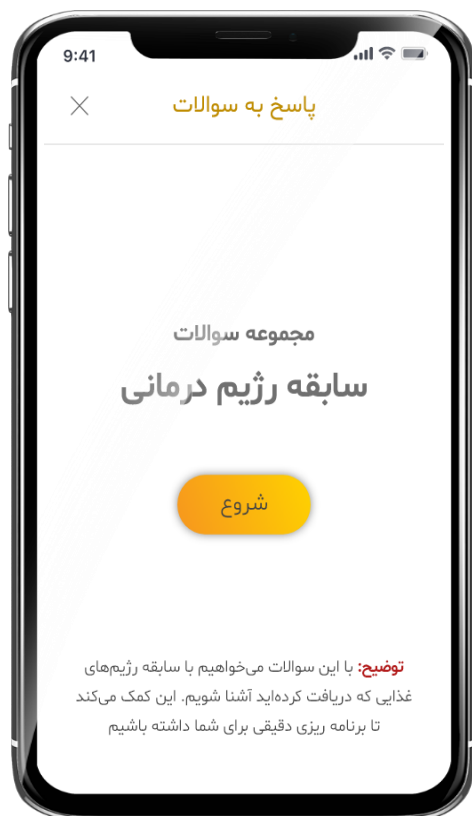 9:41
پاسخ به سوالات
مجموعه سوالات
سابقه رژیم درمانی
شروع
توضیح: با این سوالات می‌خواهیم با سابقه رژیم‌های
غذایی که دریافت کرده‌اید آشنا شویم. این کمک می‌کند
تا برنامه ریزی دقیقی برای شما داشته باشیم